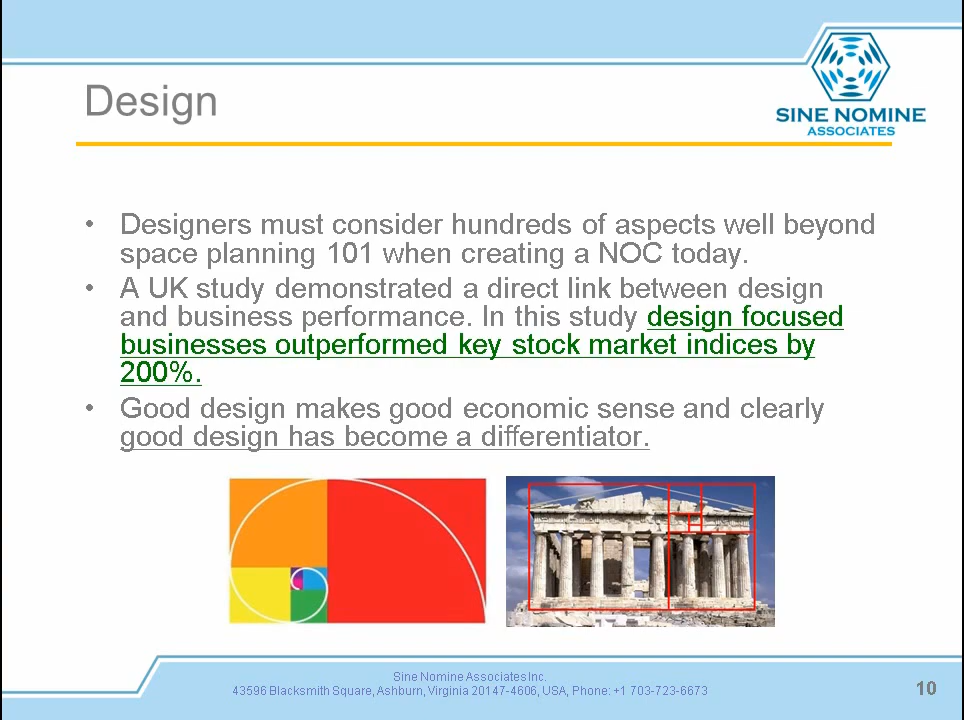 SINE NOMINE
ASSOCIATES
Design
• Designers must consider hundreds of aspects well beyond
space planning 101 when creating a NOC today.
• A UK study demonstrated a direct link between design
and business performance. In this study design focused
businesses outperformed key stock market indices by
200%.
• Good design makes good economic sense and clearly
good design has become a differentiator.
Sine Nomine Associates Inc.
43596 Blacksmith Square, Ashburn, Virginia 20147-4606, USA, Phone: +1 703-723-6673
10